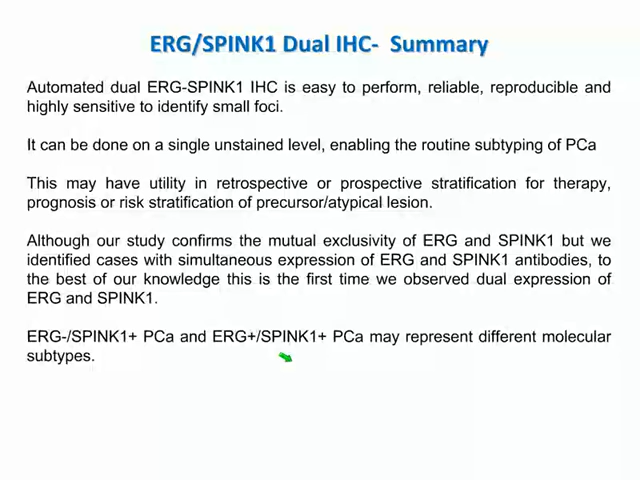 ERG/SPINK1 Dual IHC-  Summary
Automated dual ERG-SPINK1 IHC is easy to perform, reliable, reproducible and
highly sensitive to identify small foci.
It can be done on a single unstained level, enabling the routine subtyping of PCa
This may have utility in retrospective or prospective stratification for therapy,
prognosis or risk stratification of precursor/atypical lesion.
Although our study confirms the mutual exclusivity of ERG and SPINK1 but we
identified cases with simultaneous expression of ERG and SPINK1 antibodies, to
the best of our knowledge this is the first time we observed dual expression of
ERG and SPINK1.
ERG-/SPINK1+ PCa and ERG+/SPINK1+ PCa may represent different molecular
subtypes.